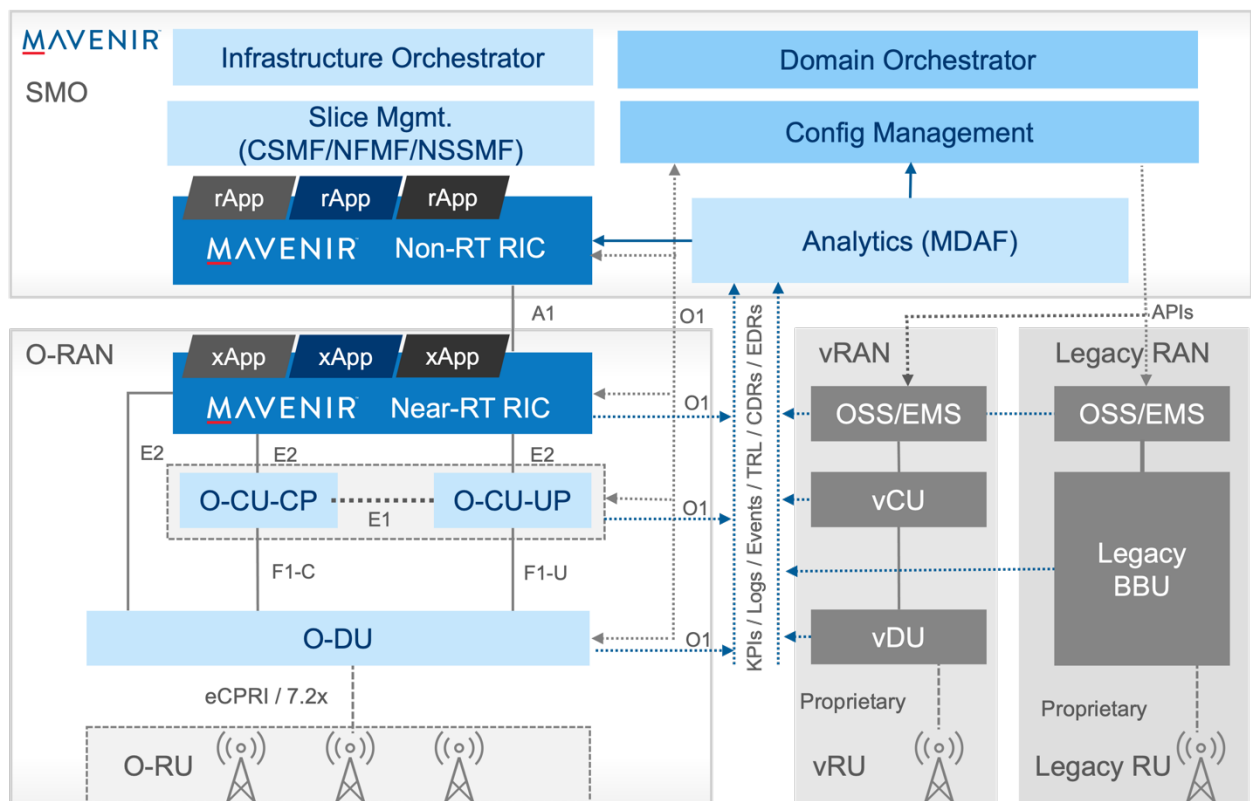 MAVENIR
SMO
Infrastructure Orchestrator
Domain Orchestrator
Slice Mgmt.
(CSMF/NFMF/NSSMF)
Config Management
rApp
rApp
rApp
MAVENIR Non-RT RIC
Analytics (MDAF)
A1
O1
APIs
O-RAN
xApp
xApp
xApp
MAVENIR Near-RT RIC
O1
KPIs / Logs / Events / TRL / CDRs / EDRs
vRAN
Legacy RAN
OSS/EMS
OSS/EMS
E2
E2
E2
O-CU-CP
E1
O-CU-UP
O1
vCU
Legacy
BBU
F1-C
F1-U
O-DU
O1
vDU
eCPRI / 7.2x
Proprietary
Proprietary
O-RU
vRU
Legacy RU